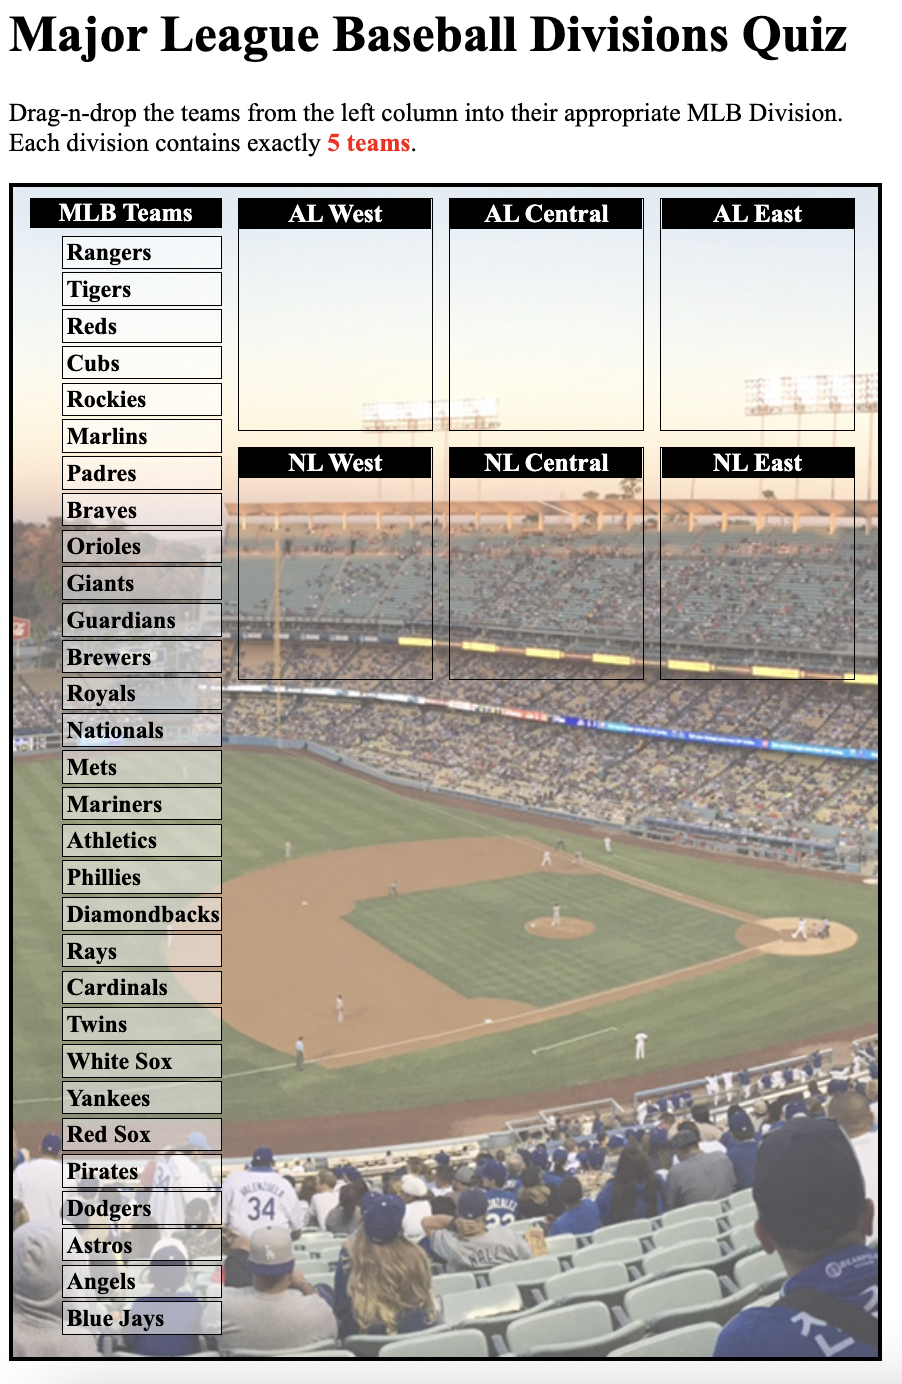 Major League Baseball Divisions Quiz
Drag-n-drop the teams from the left column into their appropriate MLB Division.
Each division contains exactly 5 teams.
MLB Teams
AL West
AL Central
AL East
Rangers
Tigers
Reds
Cubs
Rockies
Marlins
Padres
Braves
Orioles
Giants
Guardians
Brewers
Royals
Nationals
Mets
Mariners
Athletics
Phillies
Diamondbacks
Rays
Cardinals
Twins
White Sox
Yankees
Red Sox
Pirates
Dodgers
Astros
Angels
Blue Jays
NL West
NL Central
NL East
VALENZUELA
34